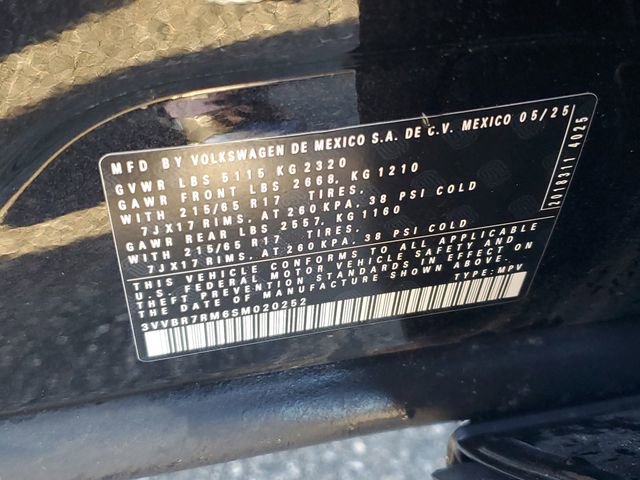 MFD BY VOLKSWAGEN DE MEXICO S.A. DE C.V. MEXICO 05/25
GVWR LBS 5115 KG 2320
GAWR FRONT LBS 2668, KG 1210
WITH 215/65 R17 TIRES,
7JX17 RIMS, AT 260 KPA, 38 PSI COLD
GAWR REAR LBS 2557, KG 1160
WITH 215/65 R17 TIRES,
7JX17 RIMS, AT 260 KPA, 38 PSI COLD
THIS VEHICLE CONFORMS TO ALL APPLICABLE
U.S. FEDERAL MOTOR VEHICLE SAFETY AND
THEFT PREVENTION STANDARDS IN EFFECT ON
DATE OF MANUFACTURE SHOWN ABOVE.
TYPE: MPV
3VVBR7RM6SM020252
2018311 4025